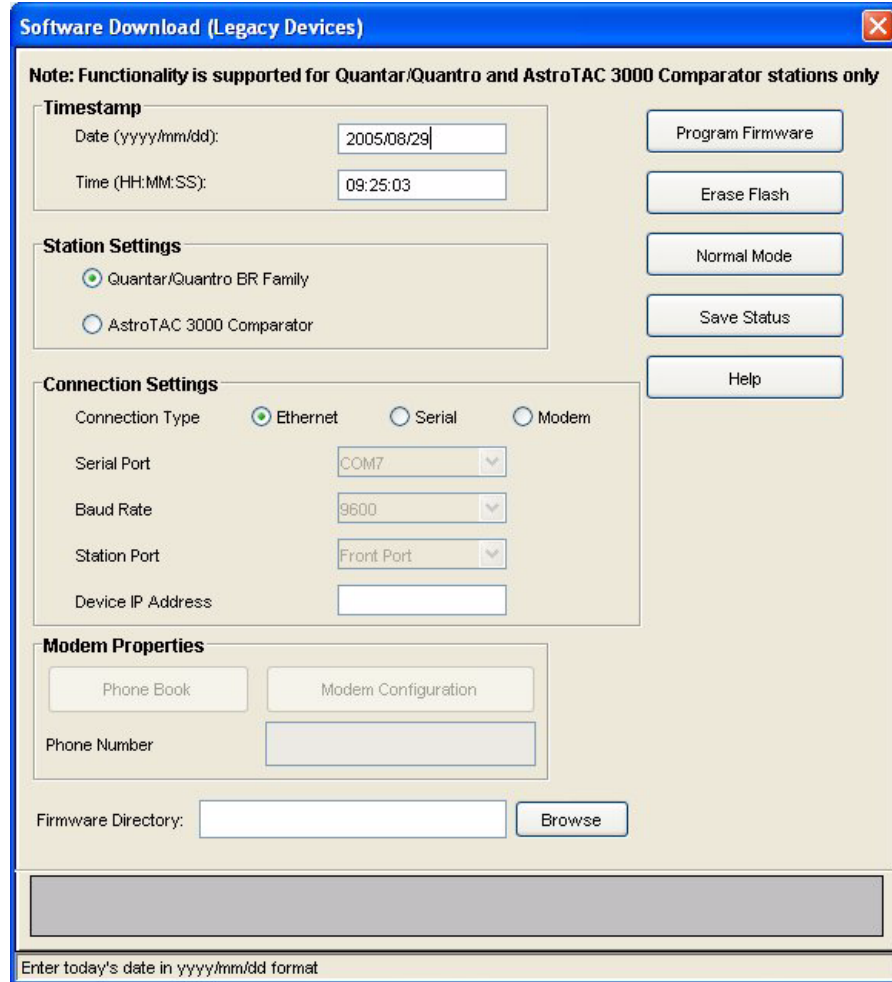 Software Download (Legacy Devices)
Note: Functionality is supported for Quantar/Quantro and AstroTAC 3000 Comparator stations only
Timestamp
Date (yyyy/mm/dd): 2005/08/29
Time (HH:MM:SS): 09:25:03
Program Firmware
Erase Flash
Normal Mode
Save Status
Help
Station Settings
Quantar/Quantro BR Family
AstroTAC 3000 Comparator
Connection Settings
Connection Type Ethernet Serial Modem
Serial Port COM7
Baud Rate 9600
Station Port Front Port
Device IP Address
Modem Properties
Phone Book Modem Configuration
Phone Number
Firmware Directory: Browse
Enter today's date in yyyy/mm/dd format